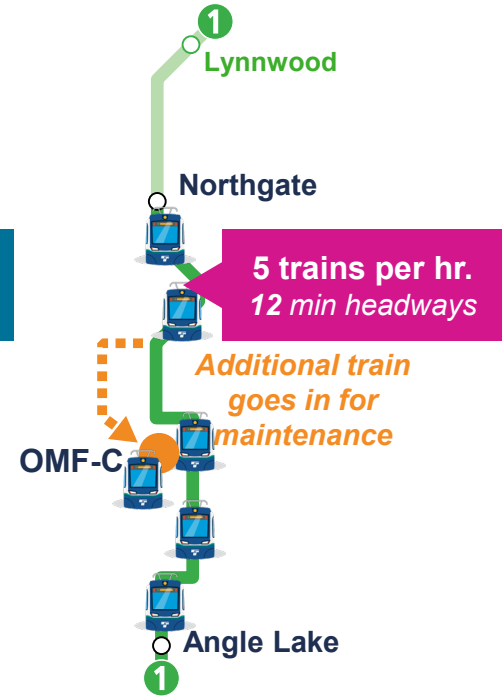 1
Lynnwood
Northgate
5 trains per hr.
12 min headways
Additional train
goes in for
maintenance
OMF-C
Angle Lake
1